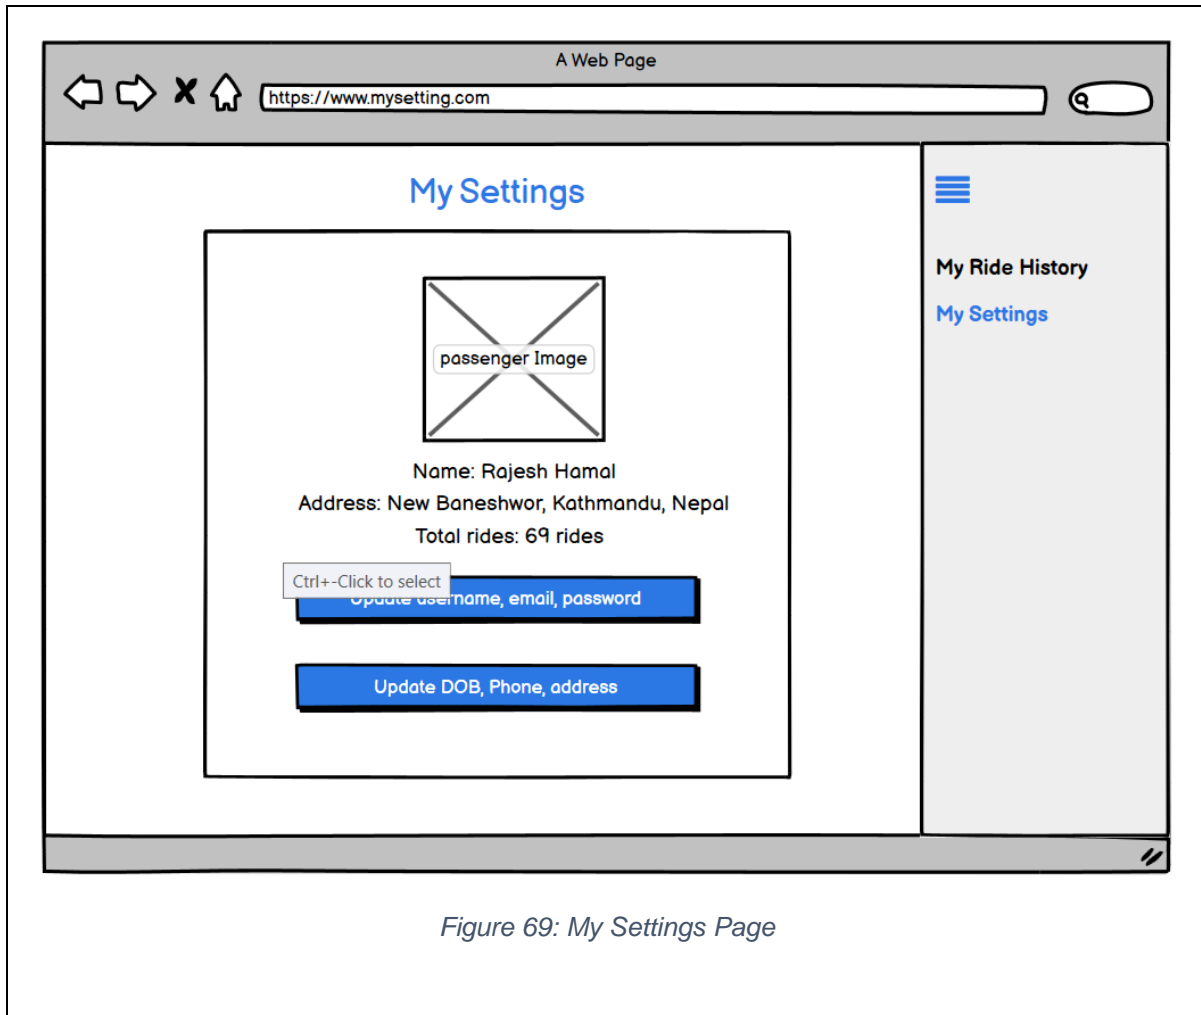 A Web Page
https://www.mysetting.com
My Settings
My Ride History
My Settings
passenger Image
Name: Rajesh Hamal
Address: New Baneshwor, Kathmandu, Nepal
Total rides: 69 rides
Ctrl+-Click to select
Update username, email, password
Update DOB, Phone, address
Figure 69: My Settings Page